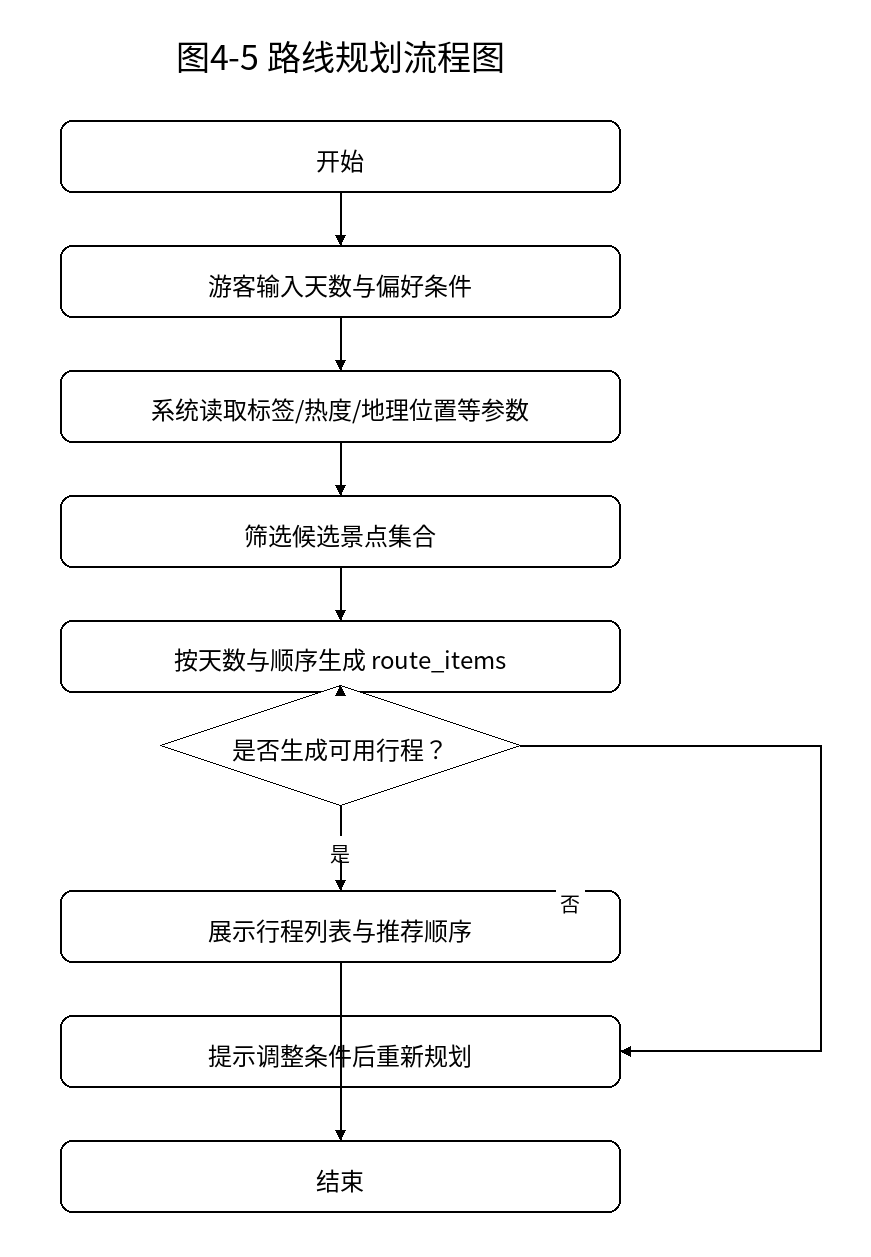 图4-5 路线规划流程图
开始
游客输入天数与偏好条件
系统读取标签/热度/地理位置等参数
筛选候选景点集合
按天数与顺序生成 route_items
是否生成可用行程？
是
否
展示行程列表与推荐顺序
提示调整条件后重新规划
结束